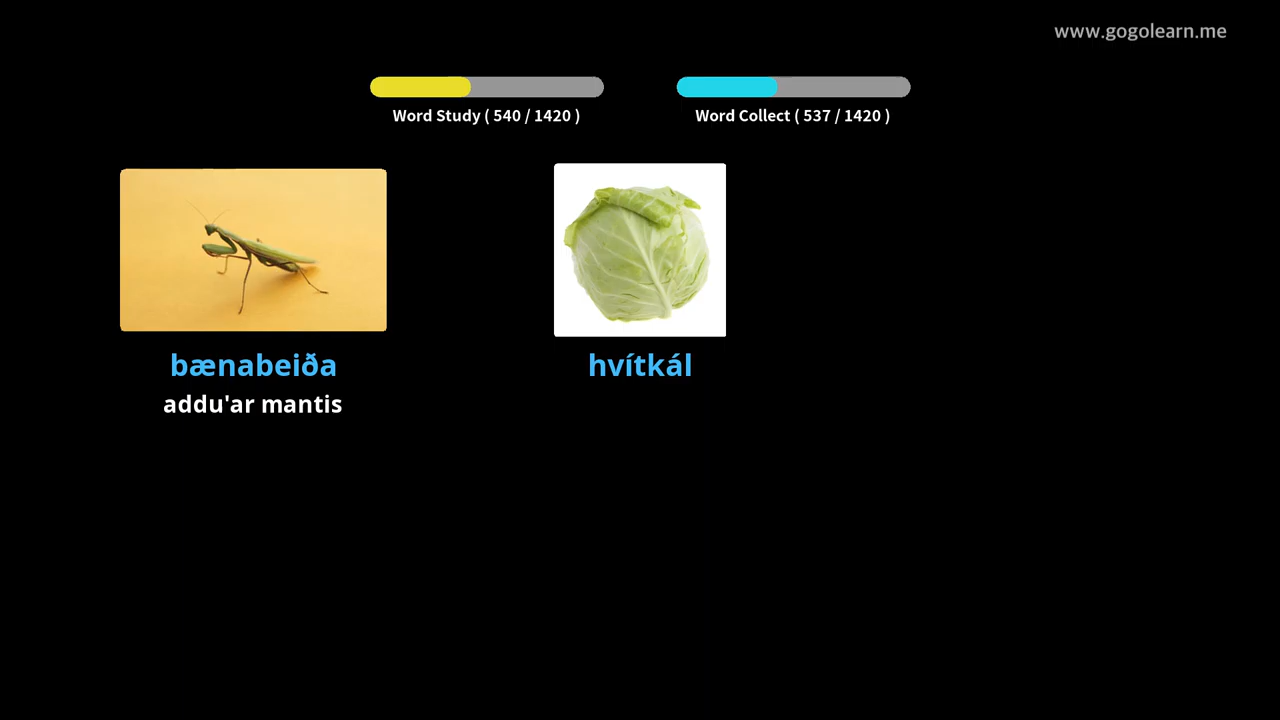 www.gogolearn.me
Word Study ( 540 / 1420 )
Word Collect ( 537 / 1420 )
bænabeiða
addu'ar mantis
hvítkál